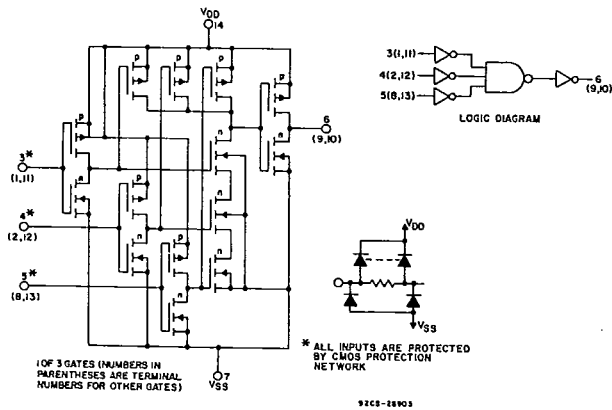 VDD
14
p
p
p
p
p
6
(9,10)
n
n
3*
(1,11)
n
p
n
4*
(2,12)
n
p
n
5*
(8,13)
n
1 OF 3 GATES (NUMBERS IN
PARENTHESES ARE TERMINAL
NUMBERS FOR OTHER GATES)
7
VSS
3(1,11)
4(2,12)
5(8,13)
6
(9,10)
LOGIC DIAGRAM
VDD
VSS
* ALL INPUTS ARE PROTECTED
BY CMOS PROTECTION
NETWORK
92CS-28903